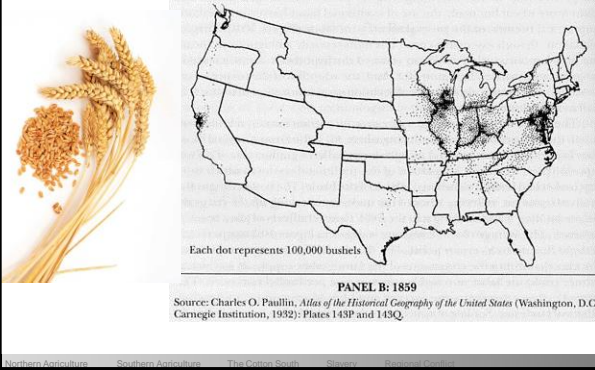 Each dot represents 100,000 bushels
PANEL B: 1859
Source: Charles O. Paullin, Atlas of the Historical Geography of the United States (Washington, D.C
Carnegie Institution, 1932): Plates 143P and 143Q.
Northern Agriculture Southern Agriculture The Cotton South Slavery Regional Conflict